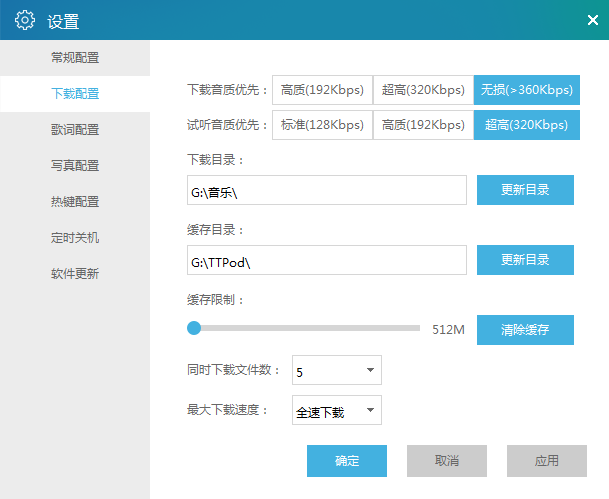 设置
常规配置
下载配置
歌词配置
写真配置
热键配置
定时关机
软件更新
下载音质优先： 高质(192Kbps) 超高(320Kbps) 无损(>360Kbps)
试听音质优先： 标准(128Kbps) 高质(192Kbps) 超高(320Kbps)
下载目录：
G:\音乐\ 更新目录
缓存目录：
G:\TTPod\ 更新目录
缓存限制：
512M 清除缓存
同时下载文件数： 5
最大下载速度： 全速下载
确定 取消 应用